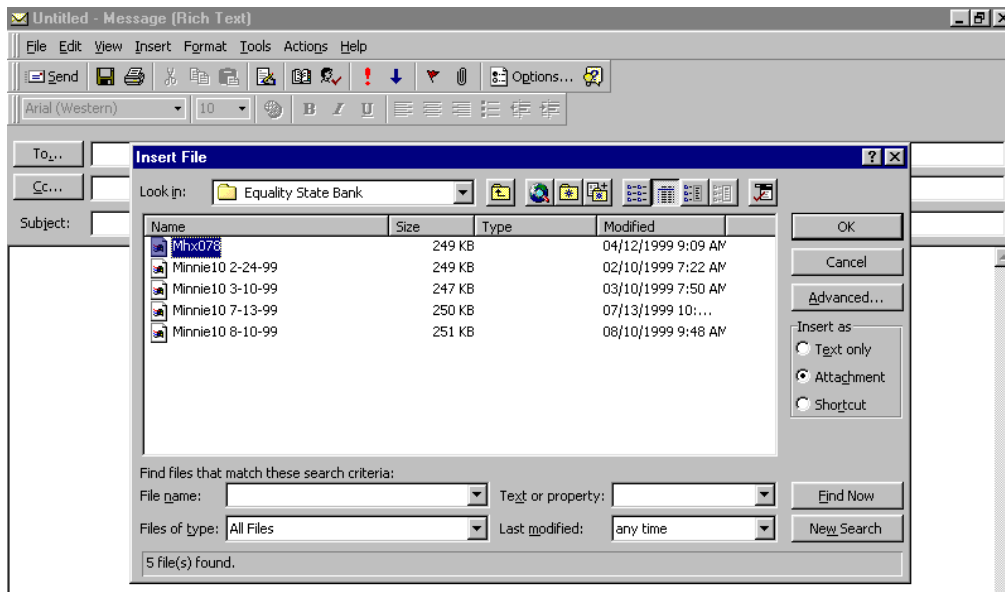 Untitled - Message (Rich Text)
File Edit View Insert Format Tools Actions Help
Send Options...
Arial (Western) 10 B I U
To...
Cc...
Subject:
Insert File
Look in: Equality State Bank
Name Size Type Modified
Mhx078 249 KB 04/12/1999 9:09 AM
Minnie10 2-24-99 249 KB 02/10/1999 7:22 AM
Minnie10 3-10-99 247 KB 03/10/1999 7:50 AM
Minnie10 7-13-99 250 KB 07/13/1999 10:...
Minnie10 8-10-99 251 KB 08/10/1999 9:48 AM
OK
Cancel
Advanced...
Insert as
Text only
Attachment
Shortcut
Find files that match these search criteria:
File name: Text or property: Find Now
Files of type: All Files Last modified: any time New Search
5 file(s) found.